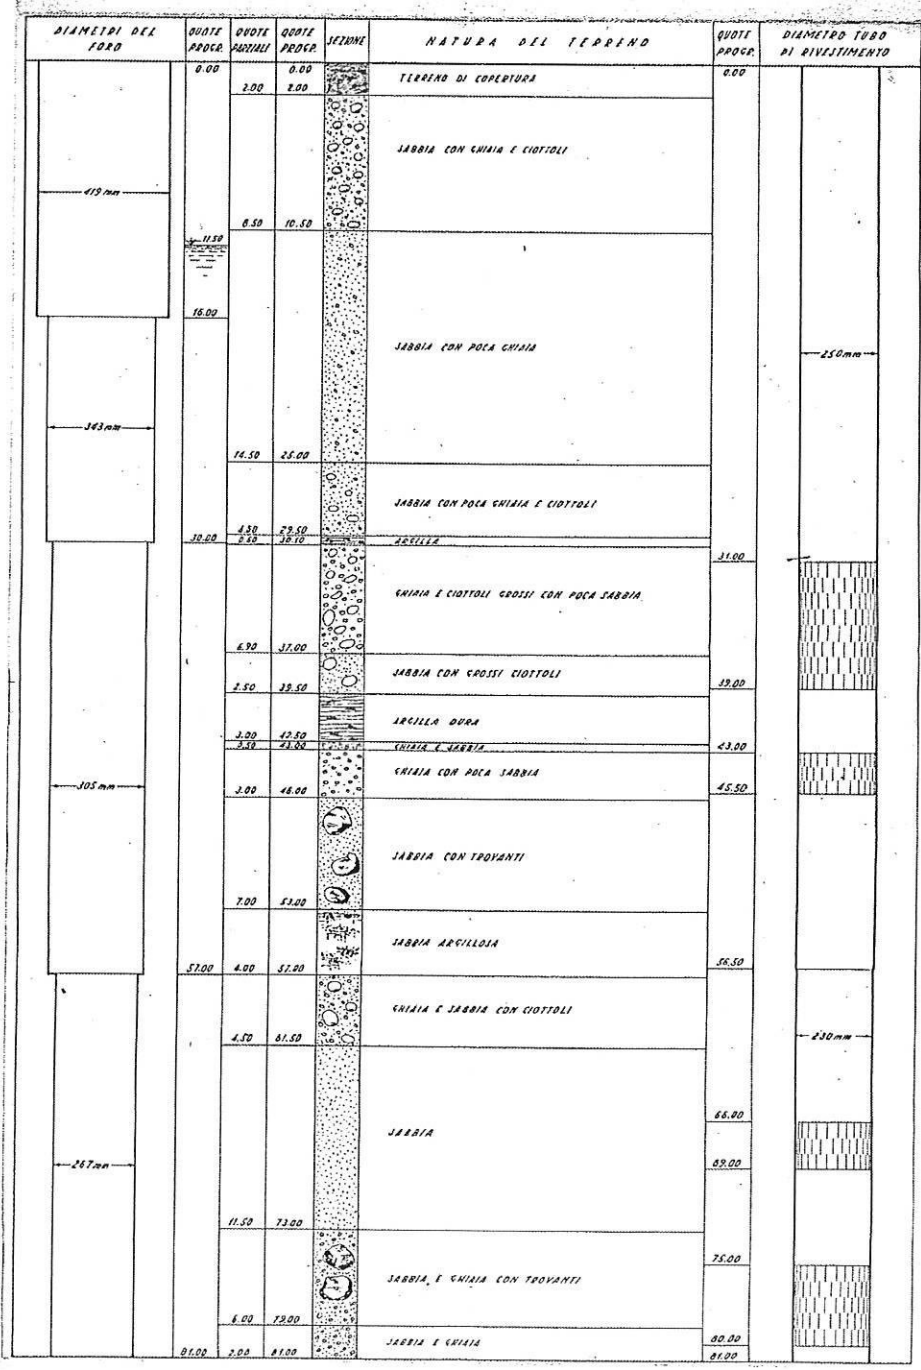 DIAMETRI DEL FORO
QUOTE PROGR.
QUOTE PARZIALI
QUOTE PROGR.
SEZIONE
NATURA DEL TERRENO
QUOTE PROGR.
DIAMETRO TUBO DI RIVESTIMENTO
0.00 0.00 0.00
2.00 2.00 TERRENO DI COPERTURA
SABBIA CON GHIAIA E CIOTTOLI
419 mm
8.50 10.50
11.50
16.00
SABBIA CON POCA GHIAIA
250 mm
343 mm
14.50 25.00
SABBIA CON POCA GHIAIA E CIOTTOLI
4.50 29.50
30.00 0.60 30.10 ARGILLA
31.00
GHIAIA E CIOTTOLI GROSSI CON POCA SABBIA
6.90 37.00
SABBIA CON GROSSI CIOTTOLI
2.50 39.50 39.00
ARGILLA DURA
3.00 42.50
0.50 43.00 GHIAIA E SABBIA 43.00
GHIAIA CON POCA SABBIA
305 mm
3.00 46.00 45.50
SABBIA CON TROVANTI
7.00 53.00
SABBIA ARGILLOSA
57.00 4.00 57.00 56.50
GHIAIA E SABBIA CON CIOTTOLI
230 mm
4.50 61.50
66.00
SABBIA
267 mm
69.00
11.50 73.00
75.00
SABBIA E GHIAIA CON TROVANTI
6.00 79.00
SABBIA E GHIAIA
80.00
81.00 2.00 81.00 81.00